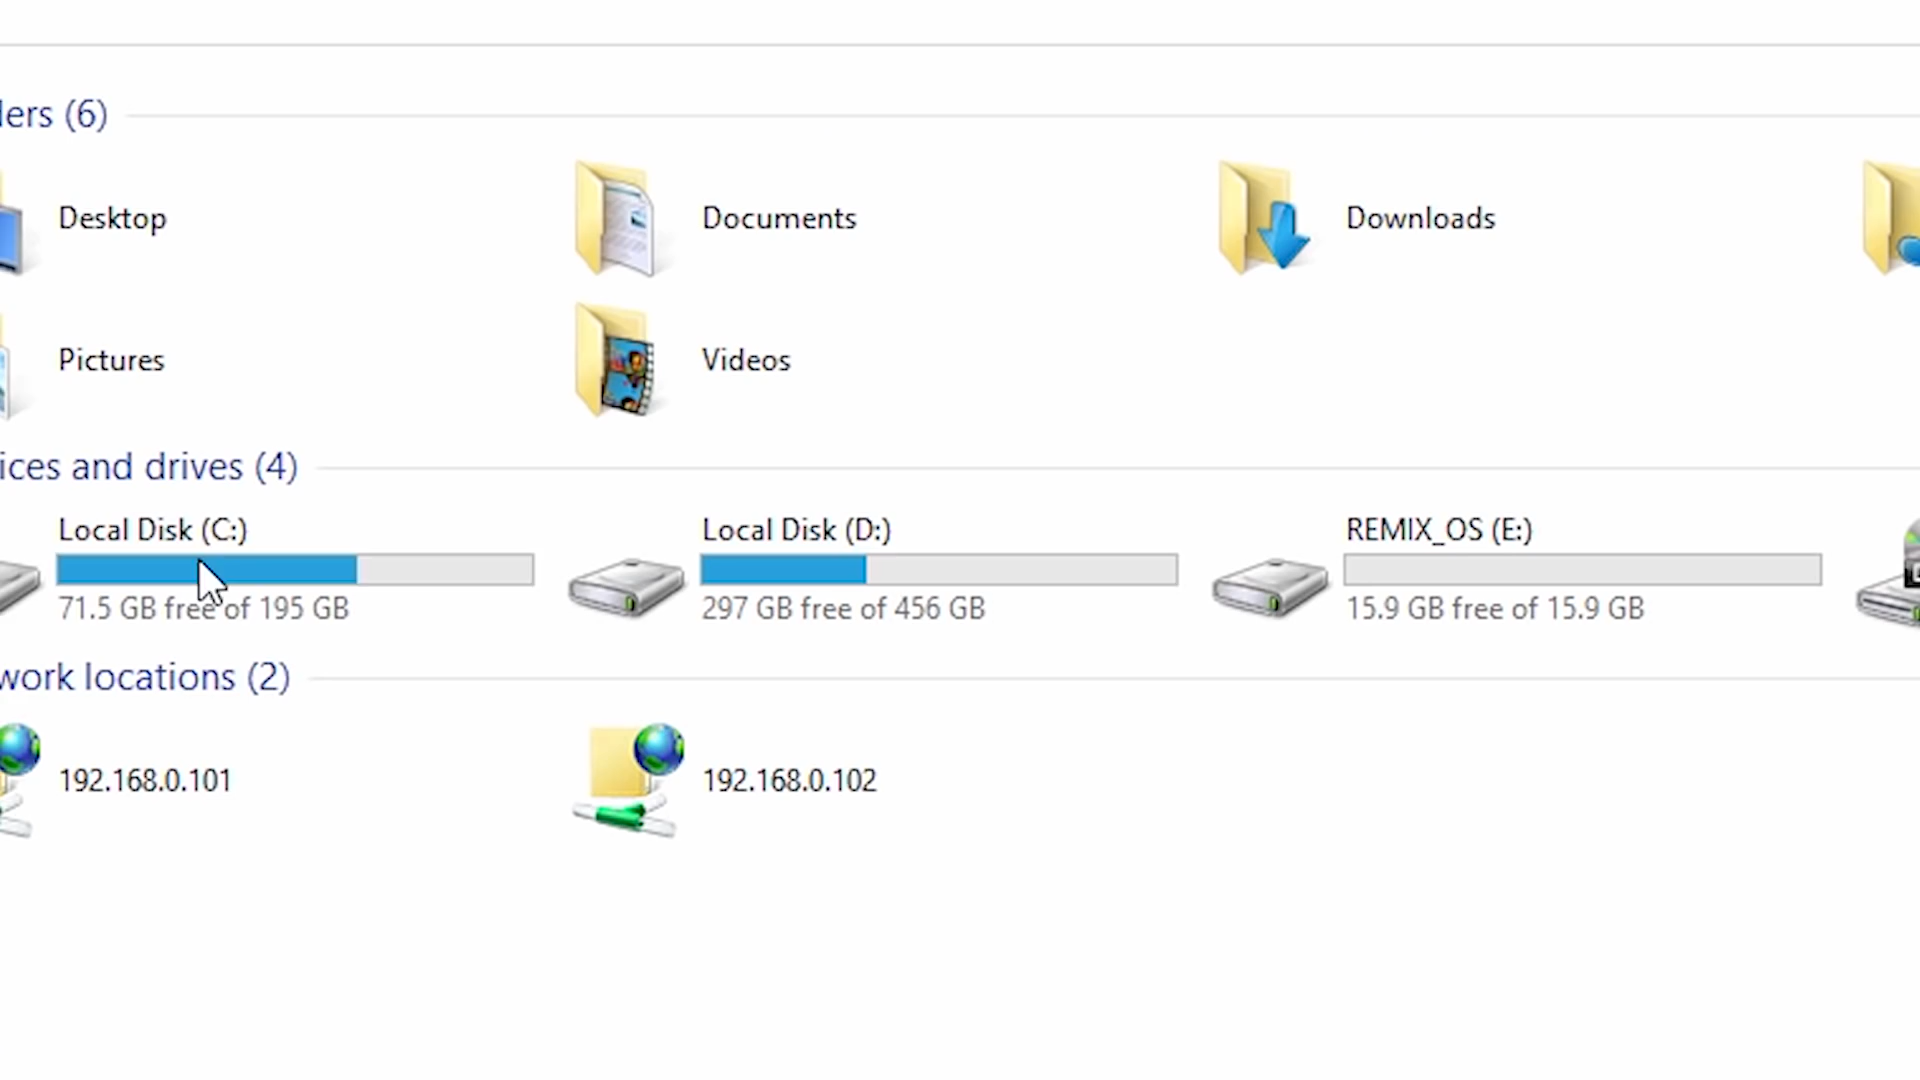 ders (6)
Desktop
Documents
Downloads
Pictures
Videos
ices and drives (4)
Local Disk (C:)
Local Disk (D:)
REMIX_OS (E:)
71.5 GB free of 195 GB
297 GB free of 456 GB
15.9 GB free of 15.9 GB
work locations (2)
192.168.0.101
192.168.0.102